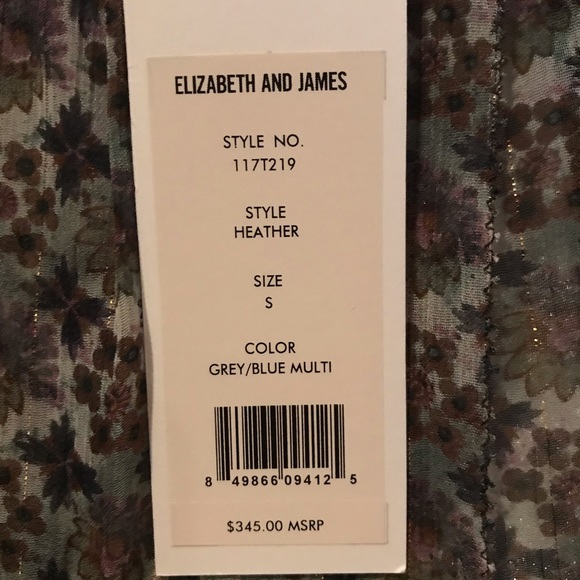 ELIZABETH AND JAMES
STYLE NO.
117T219
STYLE
HEATHER
SIZE
S
COLOR
GREY/BLUE MULTI
8 49866 09412 5
$345.00 MSRP